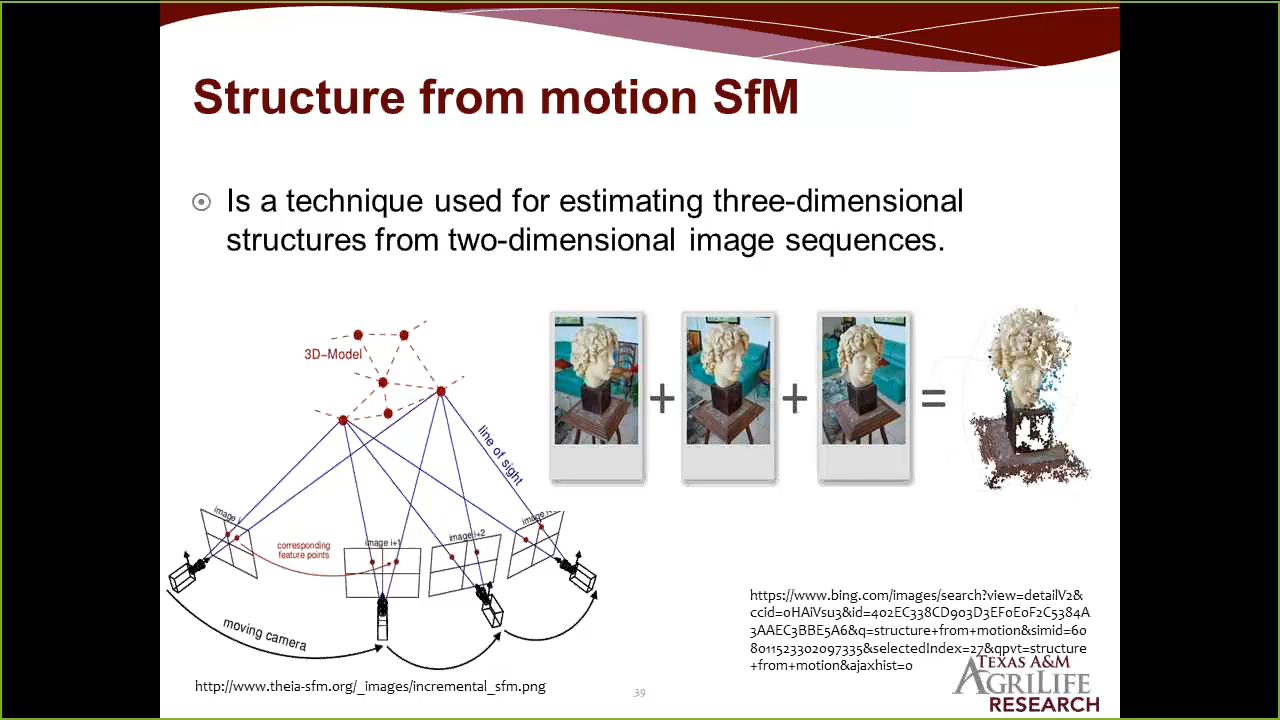 Structure from motion SfM
Is a technique used for estimating three-dimensional
structures from two-dimensional image sequences.
3D-Model
line of sight
image i
corresponding
feature points
image i+1
image i+2
moving camera
+
+
=
https://www.bing.com/images/search?view=detailV2&
ccid=0HAiVsu3&id=402EC338CD903D3EF0E0F2C5384A
3AAEC3BBE5A6&q=structure+from+motion&simid=60
8011523302097335&selectedIndex=27&qpvt=structure
+from+motion&ajaxhist=0
http://www.theia-sfm.org/_images/incremental_sfm.png
39
TEXAS A&M
AGRILIFE
RESEARCH